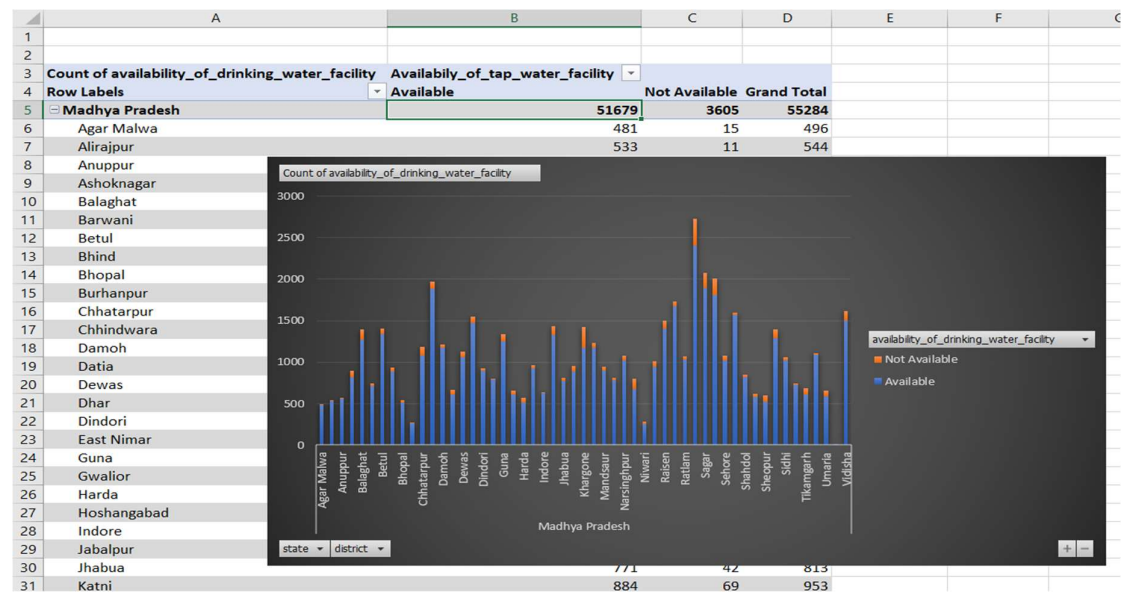 A B C D E F G
1
2
3 Count of availability_of_drinking_water_facility Availabily_of_tap_water_facility
4 Row Labels Available Not Available Grand Total
5 Madhya Pradesh 51679 3605 55284
6 Agar Malwa 481 15 496
7 Alirajpur 533 11 544
8 Anuppur
9 Ashoknagar
10 Balaghat
11 Barwani
12 Betul
13 Bhind
14 Bhopal
15 Burhanpur
16 Chhatarpur
17 Chhindwara
18 Damoh
19 Datia
20 Dewas
21 Dhar
22 Dindori
23 East Nimar
24 Guna
25 Gwalior
26 Harda
27 Hoshangabad
28 Indore
29 Jabalpur
30 Jhabua 771 42 813
31 Katni 884 69 953
Count of availability_of_drinking_water_facility
3000
2500
2000
1500
1000
500
0
Agar Malwa
Anuppur
Balaghat
Betul
Bhopal
Chhatarpur
Damoh
Dewas
Dindori
Guna
Harda
Indore
Jhabua
Khargone
Mandsaur
Narsinghpur
Niwari
Raisen
Ratlam
Sagar
Sehore
Shahdol
Sheopur
Sidhi
Tikamgarh
Umaria
Vidisha
Madhya Pradesh
availability_of_drinking_water_facility
Not Available
Available
state district
+ -